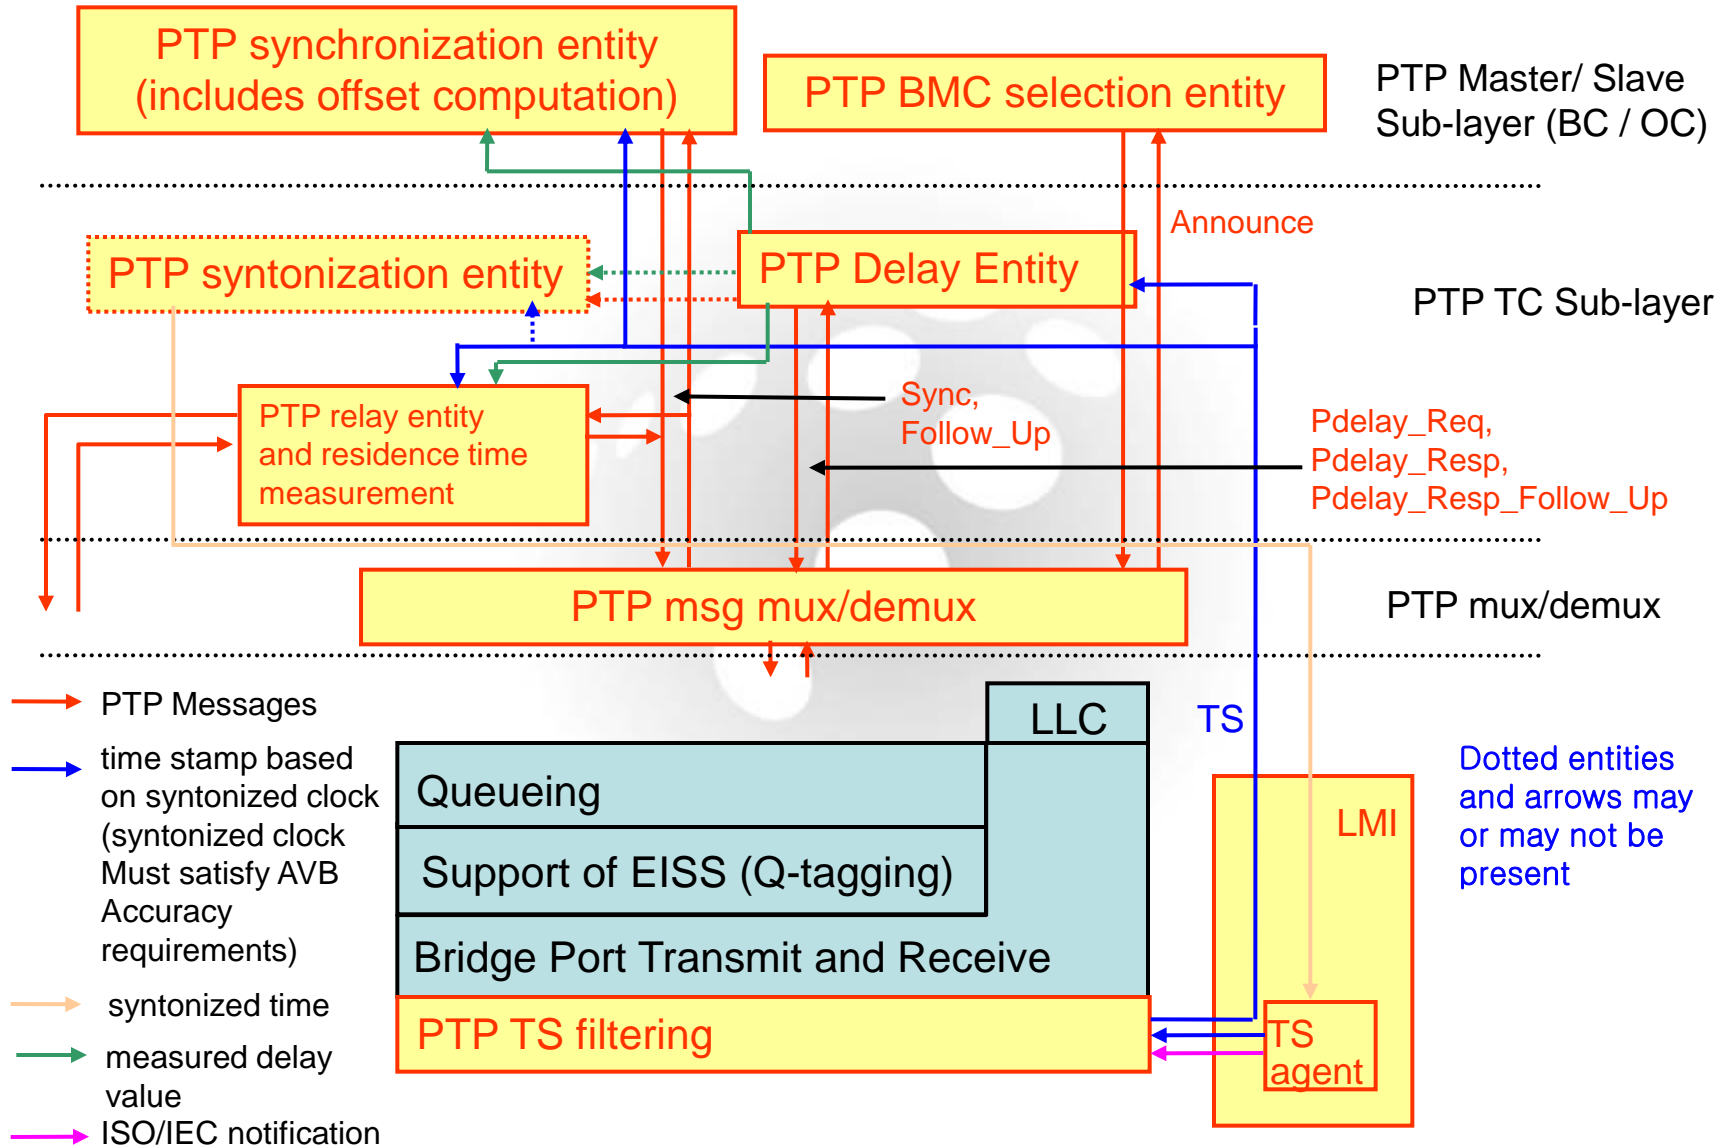 PTP synchronization entity
(includes offset computation)
PTP BMC selection entity
PTP Master/ Slave
Sub-layer (BC / OC)
Announce
PTP syntonization entity
PTP Delay Entity
PTP TC Sub-layer
PTP relay entity
and residence time
measurement
Sync,
Follow_Up
Pdelay_Req,
Pdelay_Resp,
Pdelay_Resp_Follow_Up
PTP msg mux/demux
PTP mux/demux
PTP Messages
time stamp based
on syntonized clock
(syntonized clock
Must satisfy AVB
Accuracy
requirements)
syntonized time
measured delay
value
ISO/IEC notification
LLC
Queueing
Support of EISS (Q-tagging)
Bridge Port Transmit and Receive
PTP TS filtering
TS
LMI
TS
agent
Dotted entities
and arrows may
or may not be
present